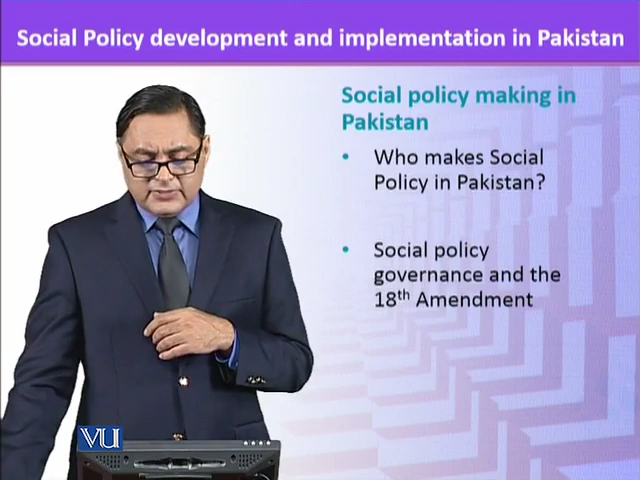 Social Policy development and implementation in Pakistan
Social policy making in
Pakistan
• Who makes Social
Policy in Pakistan?
• Social policy
governance and the
18th Amendment
VU